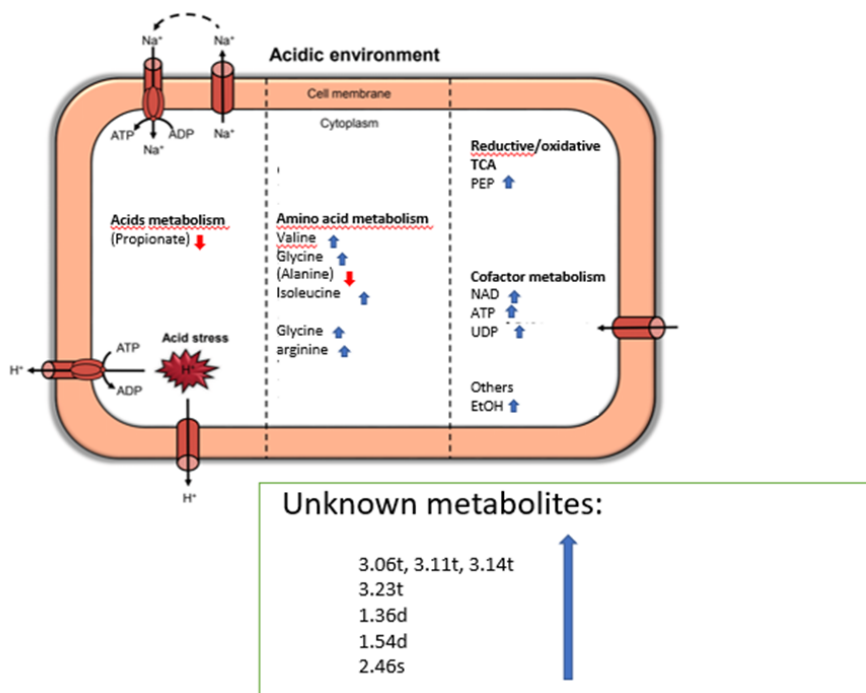 Na⁺
Na⁺
Acidic environment
Cell membrane
Cytoplasm
ATP
ADP
Na⁺
Na⁺
Acids metabolism
(Propionate)
Acid stress
H⁺
ATP
ADP
H⁺
H⁺
Amino acid metabolism
Valine
Glycine
(Alanine)
Isoleucine
Glycine
arginine
Reductive/oxidative
TCA
PEP
Cofactor metabolism
NAD
ATP
UDP
Others
EtOH
Unknown metabolites:
3.06t, 3.11t, 3.14t
3.23t
1.36d
1.54d
2.46s